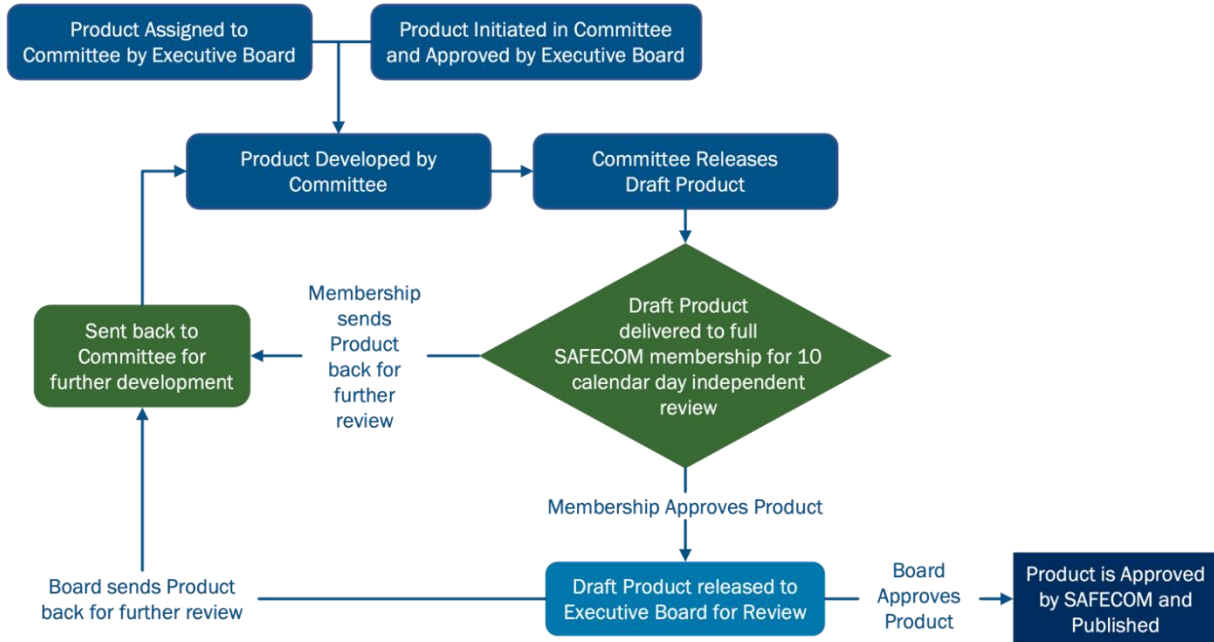 Product Assigned to
Committee by Executive Board
Product Initiated in Committee
and Approved by Executive Board
Product Developed by
Committee
Committee Releases
Draft Product
Membership
sends
Product
back for
further
review
Sent back to
Committee for
further development
Draft Product
delivered to full
SAFECOM membership for 10
calendar day independent
review
Membership Approves Product
Board sends Product
back for further review
Draft Product released to
Executive Board for Review
Board
Approves
Product
Product is Approved
by SAFECOM and
Published